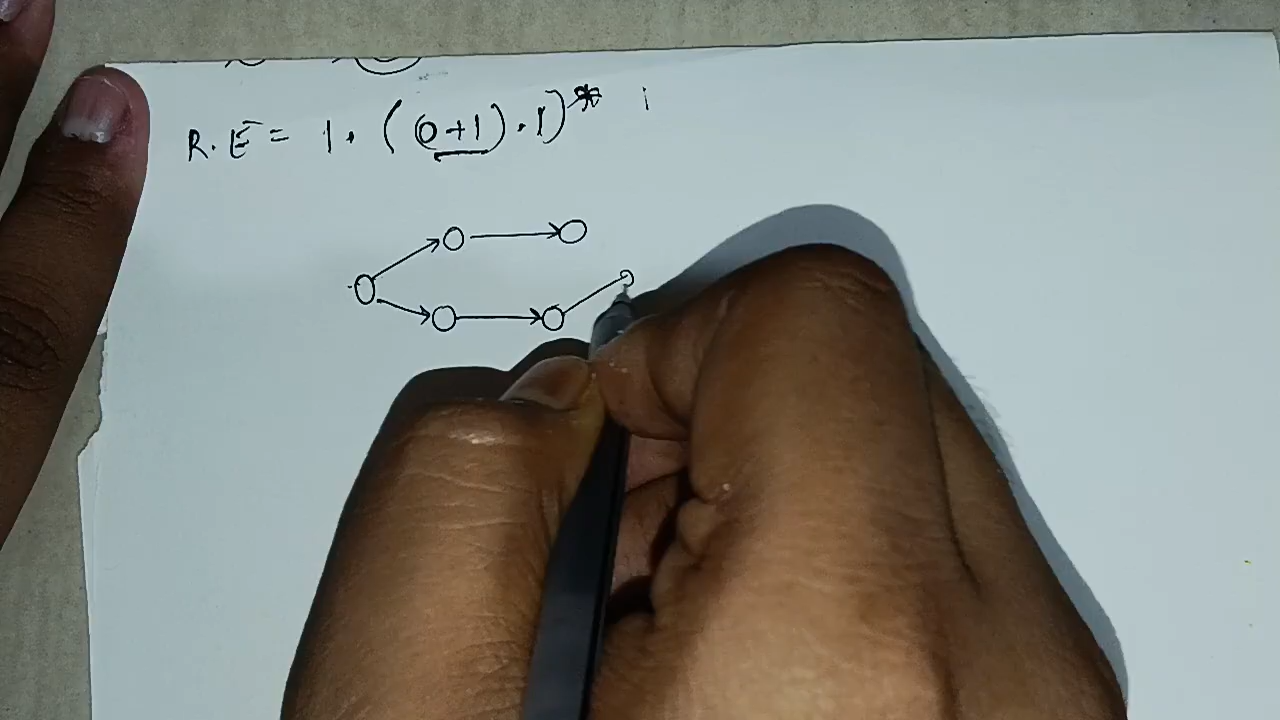 R.E = 1. ( (0+1).1)* i